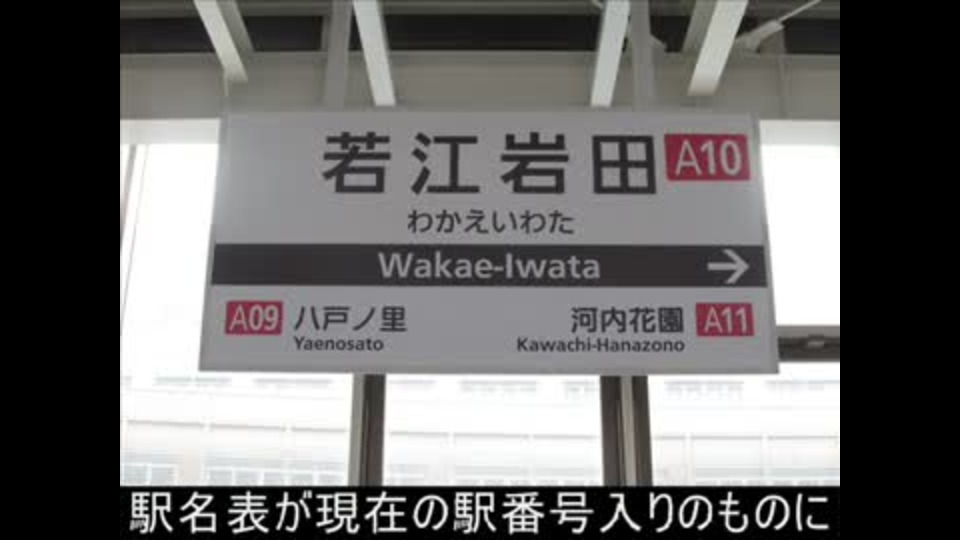 若江岩田 A10
わかえいわた
Wakae-Iwata →
A09 八戸ノ里 河内花園 A11
Yaenosato Kawachi-Hanazono
駅名表が現在の駅番号入りのものに